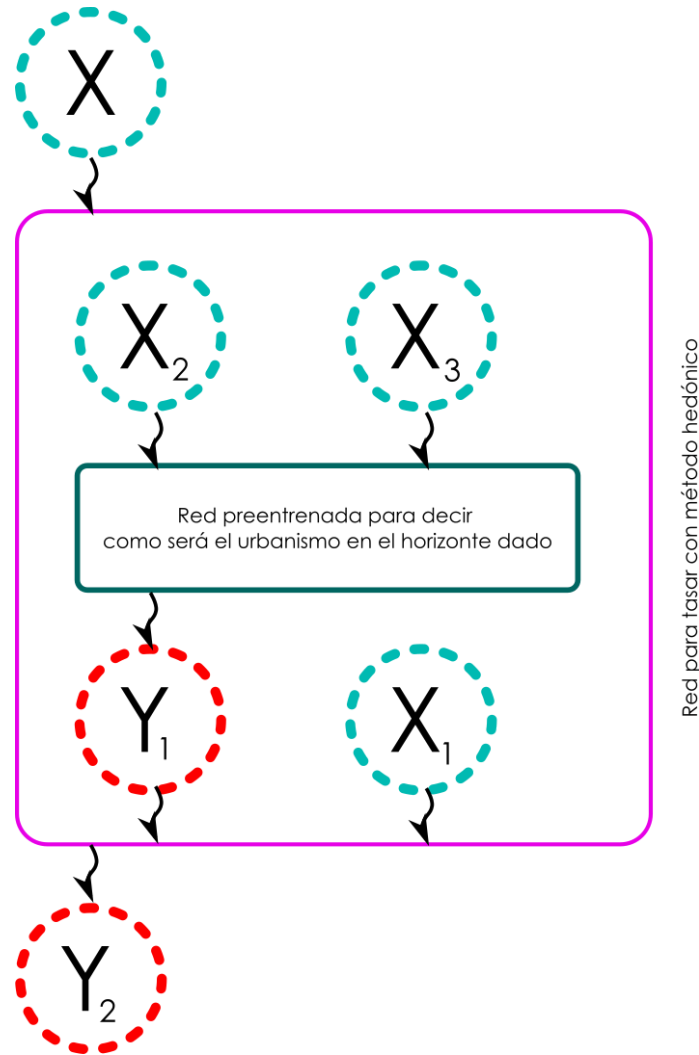 X
X2
X3
Red preentrenada para decir
como será el urbanismo en el horizonte dado
Y1
X1
Y2
Red para tasar con método hedónico